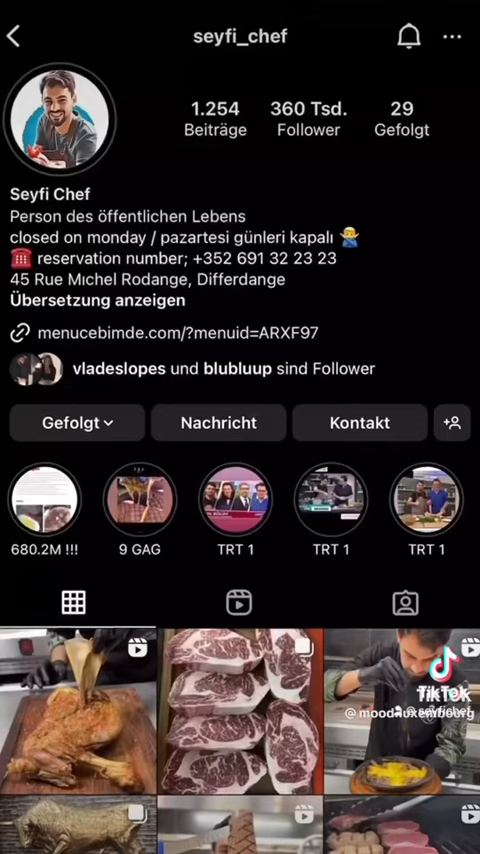 seyfi_chef
1.254
360 Tsd.
29
Beiträge
Follower
Gefolgt
Seyfi Chef
Person des öffentlichen Lebens
closed on monday / pazartesi günleri kapalı 🙅‍♂️
☎️ reservation number; +352 691 32 23 23
45 Rue Mıchel Rodange, Differdange
Übersetzung anzeigen
menucebimde.com/?menuid=ARXF97
vladeslopes und blubluup sind Follower
Gefolgt
Nachricht
Kontakt
680.2M !!!
9 GAG
TRT 1
TRT 1
TRT 1
TikTok
@moodluxembourg